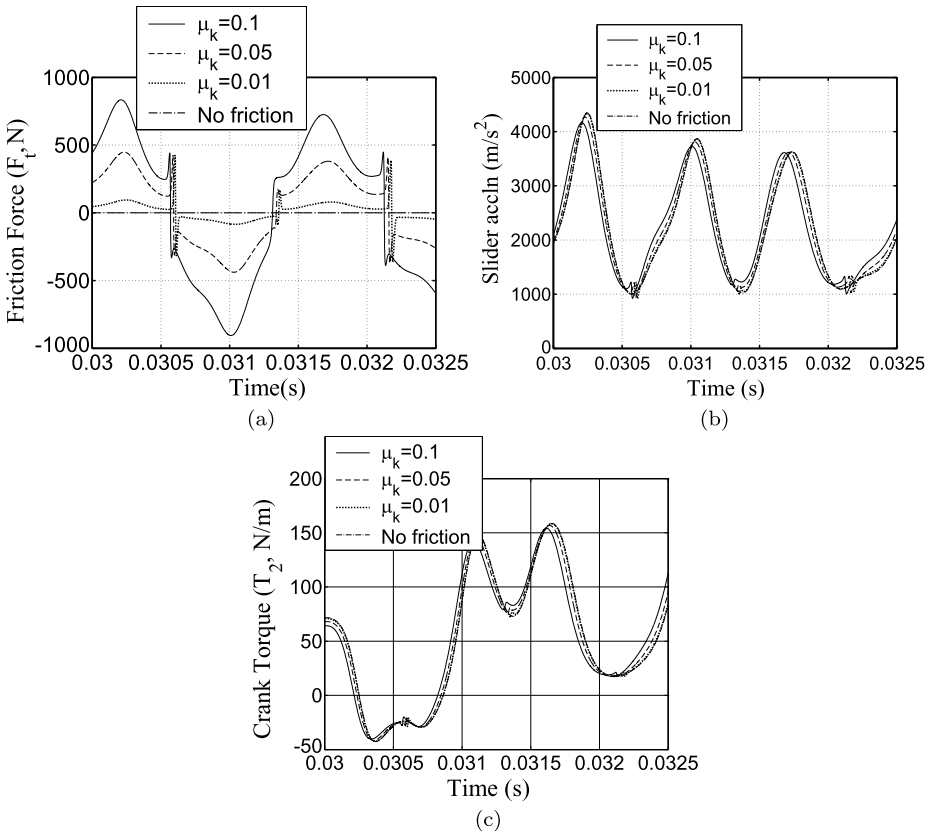 μk=0.1
μk=0.05
μk=0.01
No friction
1000
500
0
-500
-1000
0.03 0.0305 0.031 0.0315 0.032 0.0325
Friction Force (Ft,N)
Time(s)
(a)
μk=0.1
μk=0.05
μk=0.01
No friction
5000
4000
3000
2000
1000
0
0.03 0.0305 0.031 0.0315 0.032 0.0325
Slider accln (m/s2)
Time (s)
(b)
μk=0.1
μk=0.05
μk=0.01
No friction
200
150
100
50
0
-50
0.03 0.0305 0.031 0.0315 0.032 0.0325
Crank Torque (T2, N/m)
Time (s)
(c)